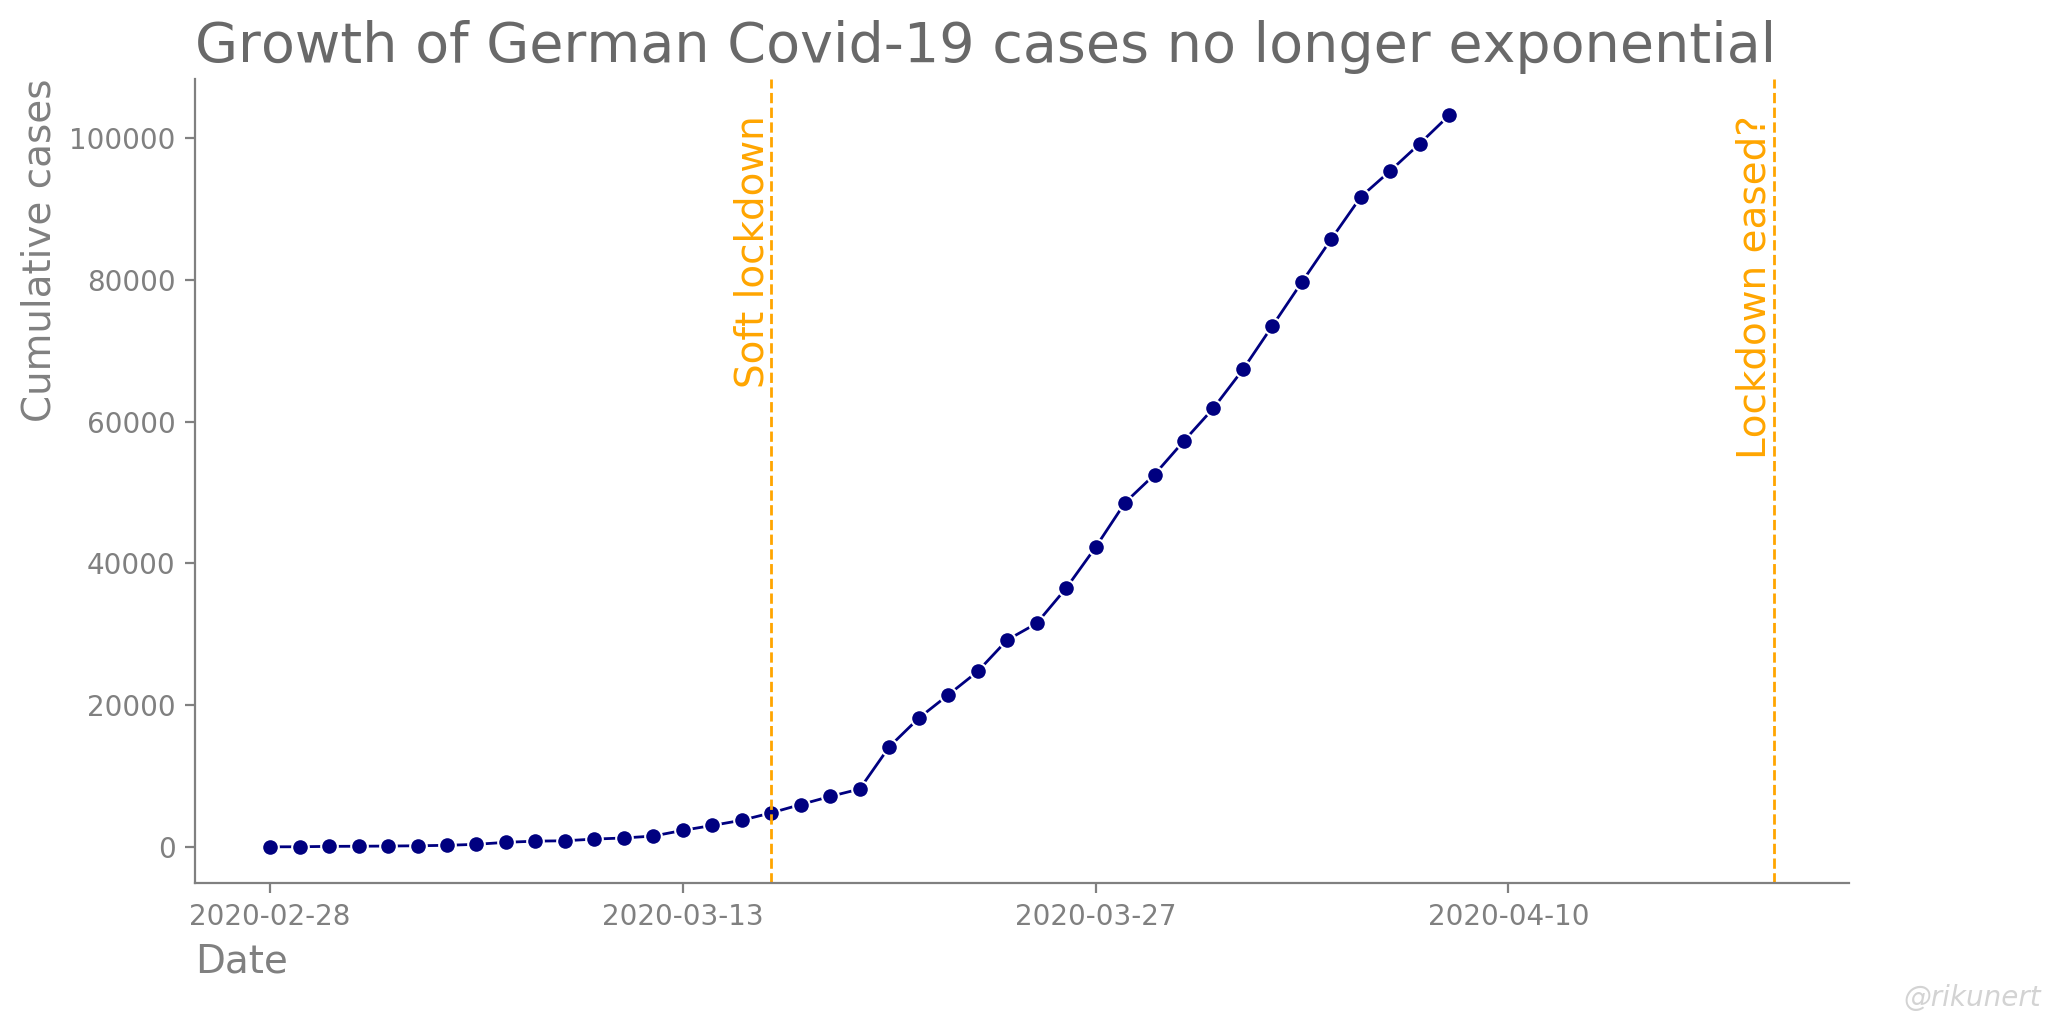 Growth of German Covid-19 cases no longer exponential
Cumulative cases
100000
80000
60000
40000
20000
0
Soft lockdown
Lockdown eased?
2020-02-28
2020-03-13
2020-03-27
2020-04-10
Date
@rikunert